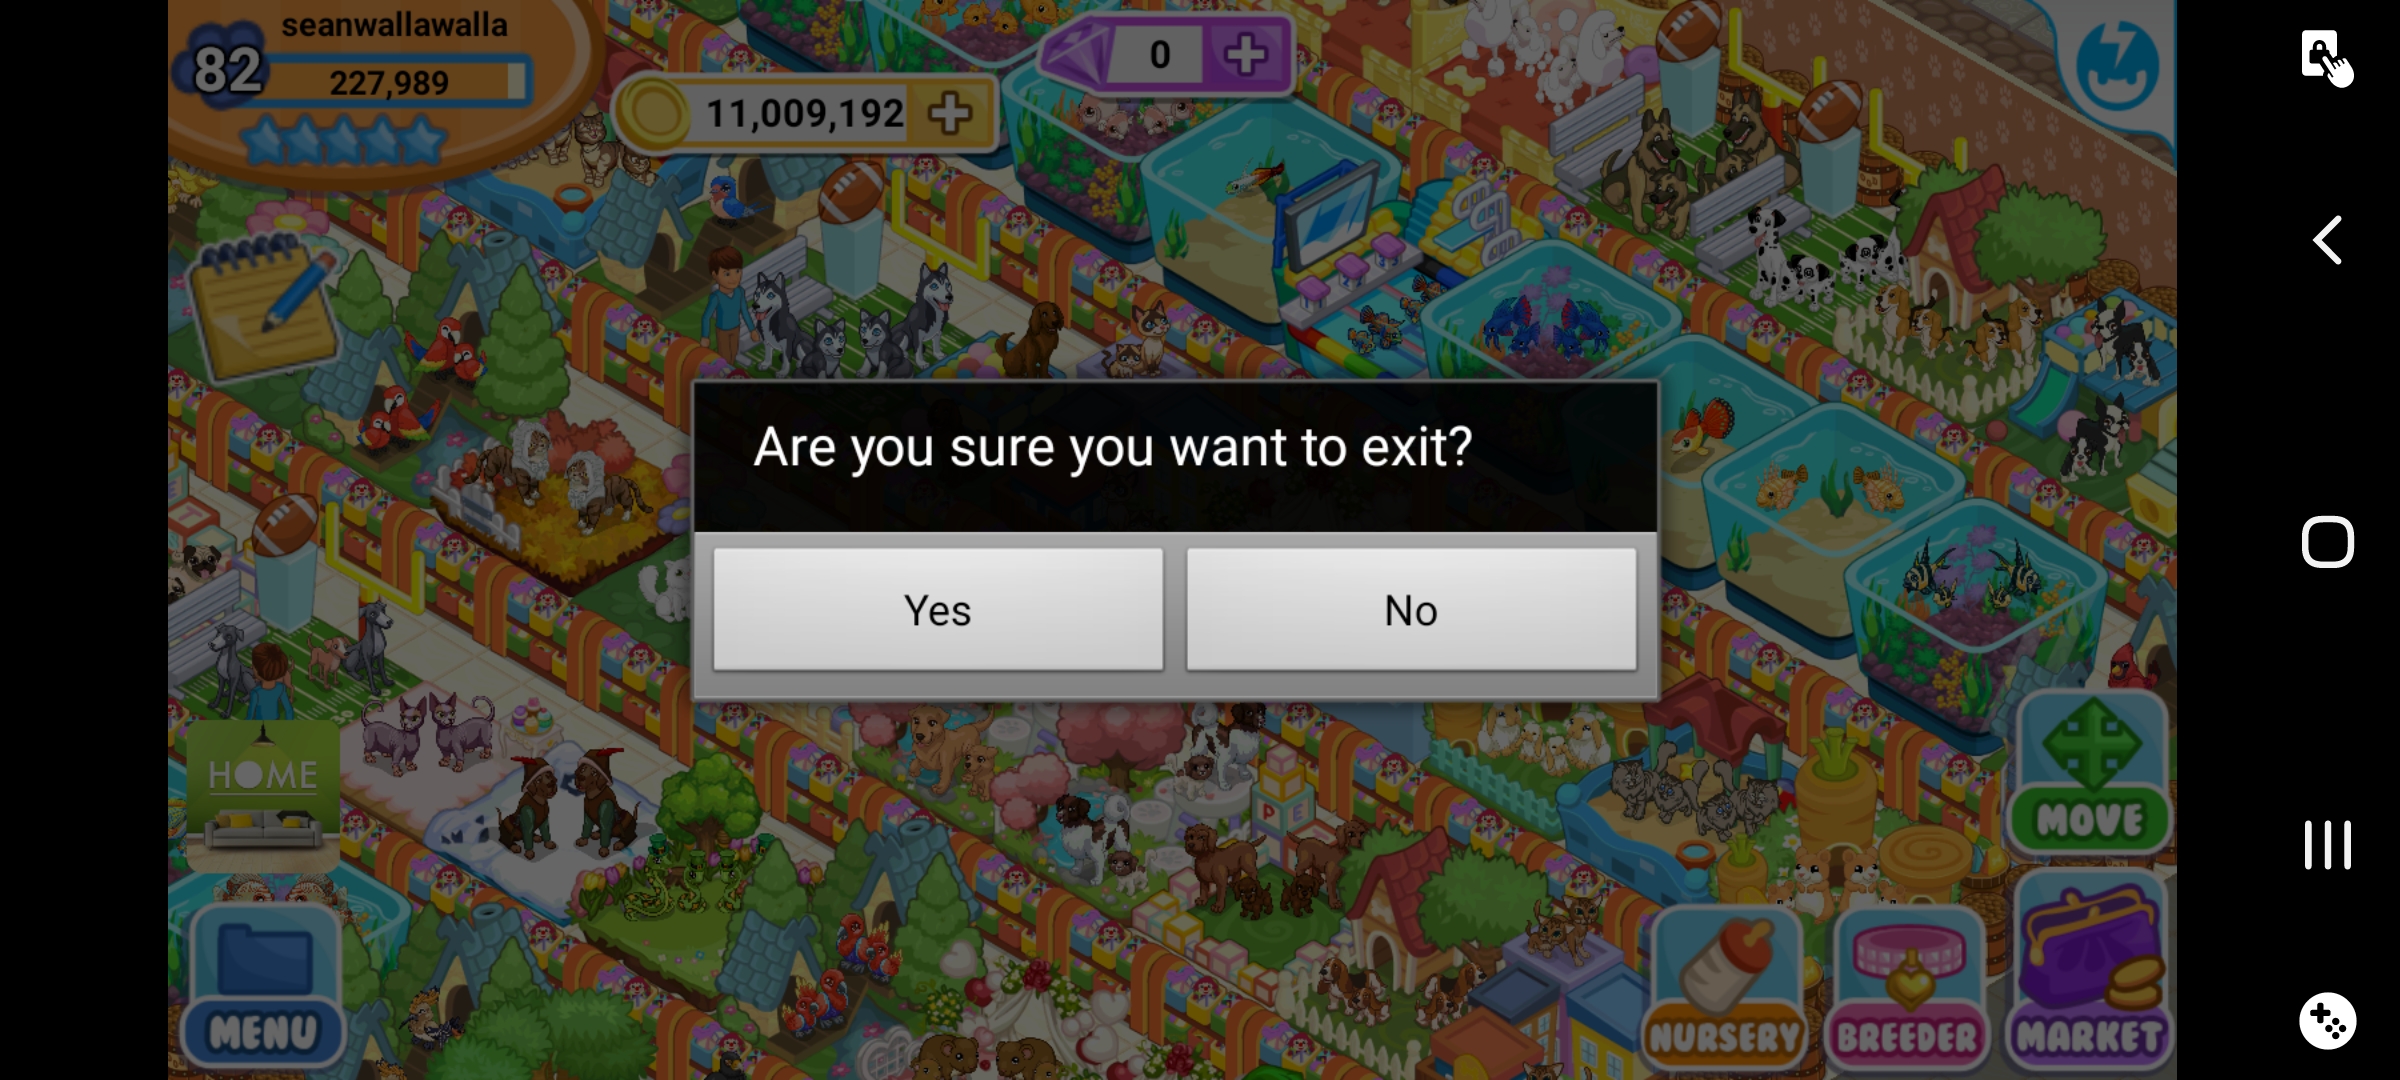 seanwallawalla
82
227,989
11,009,192
0
Are you sure you want to exit?
Yes
No
HOME
MOVE
MENU
NURSERY
BREEDER
MARKET